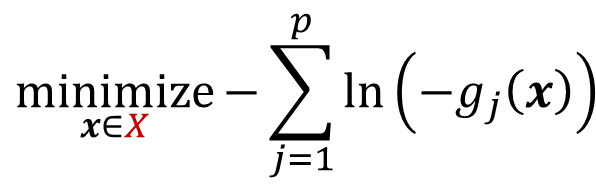 minimize − ∑ ln(−g_j(x))
x∈X j=1 p